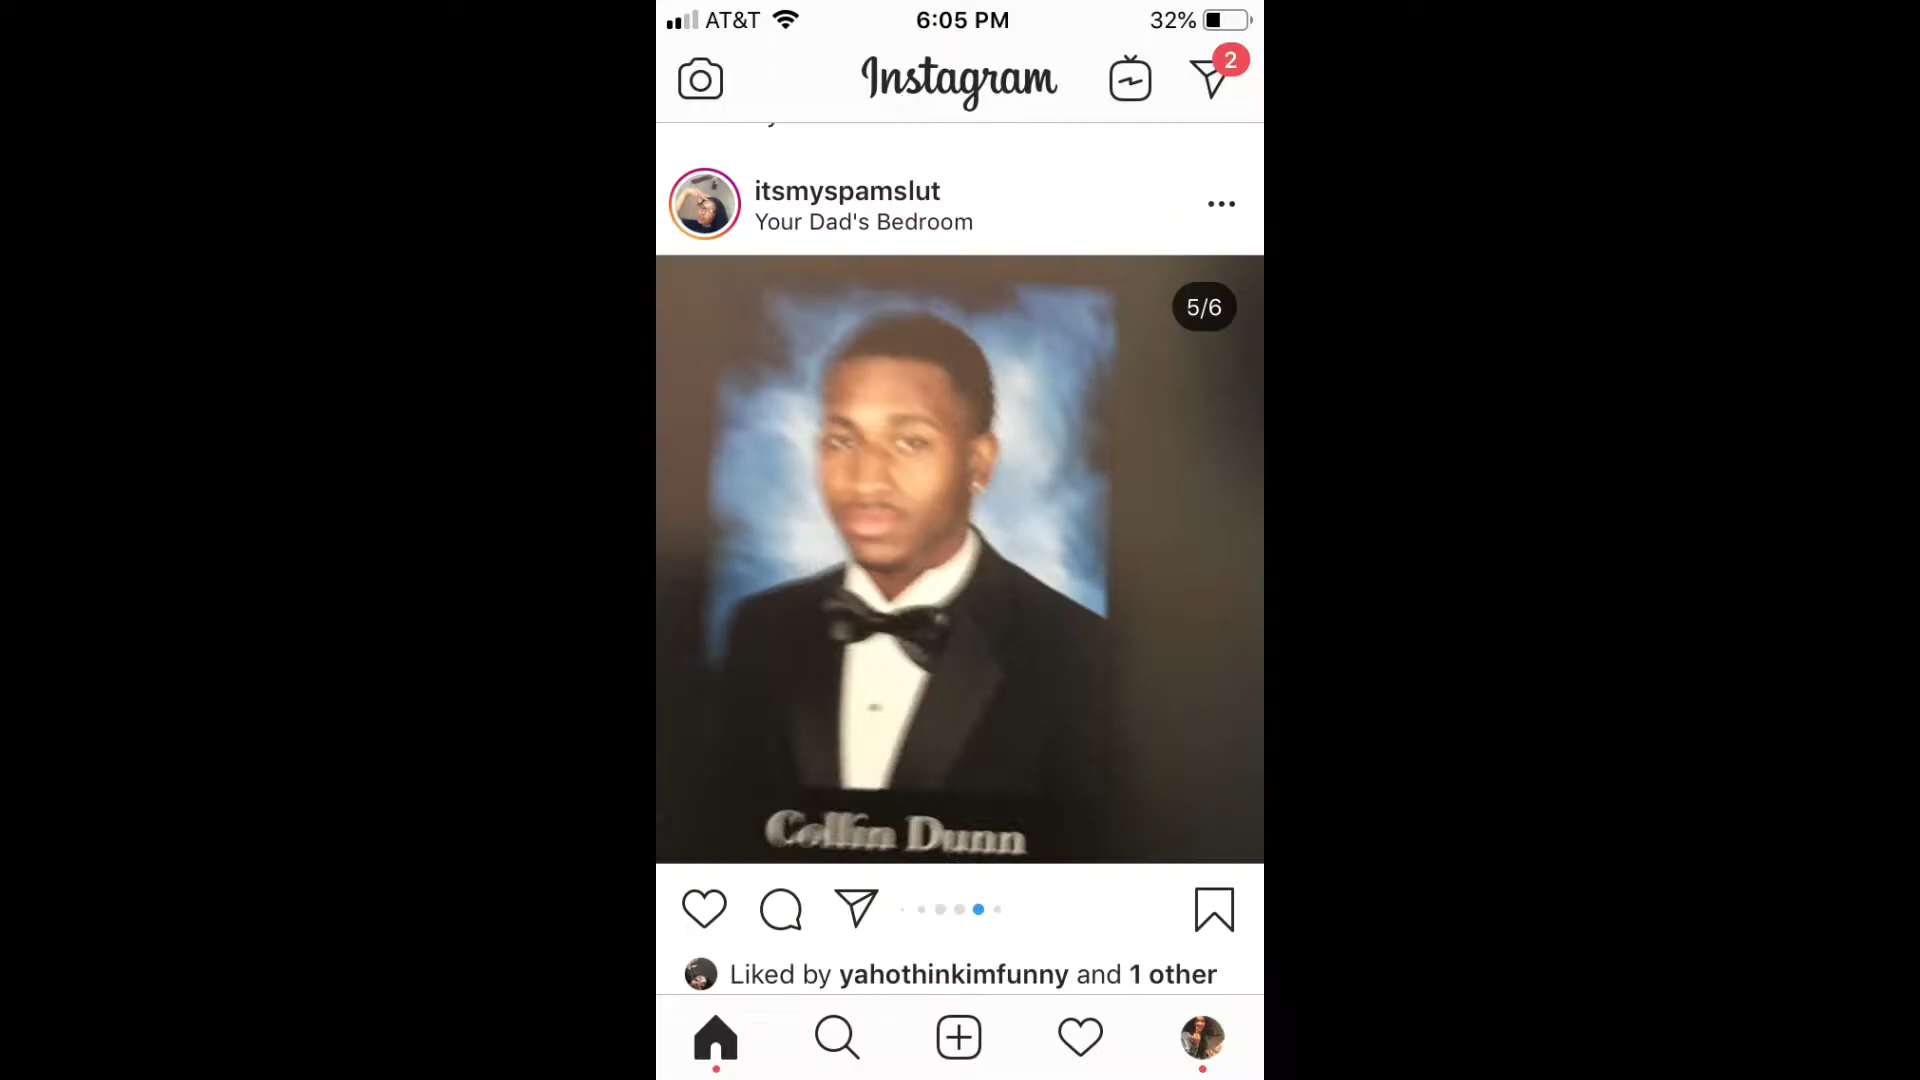 AT&T 6:05 PM 32%
Instagram
2
itsmyspamslut
Your Dad's Bedroom
5/6
Collin Dunn
Liked by yahothinkimfunny and 1 other